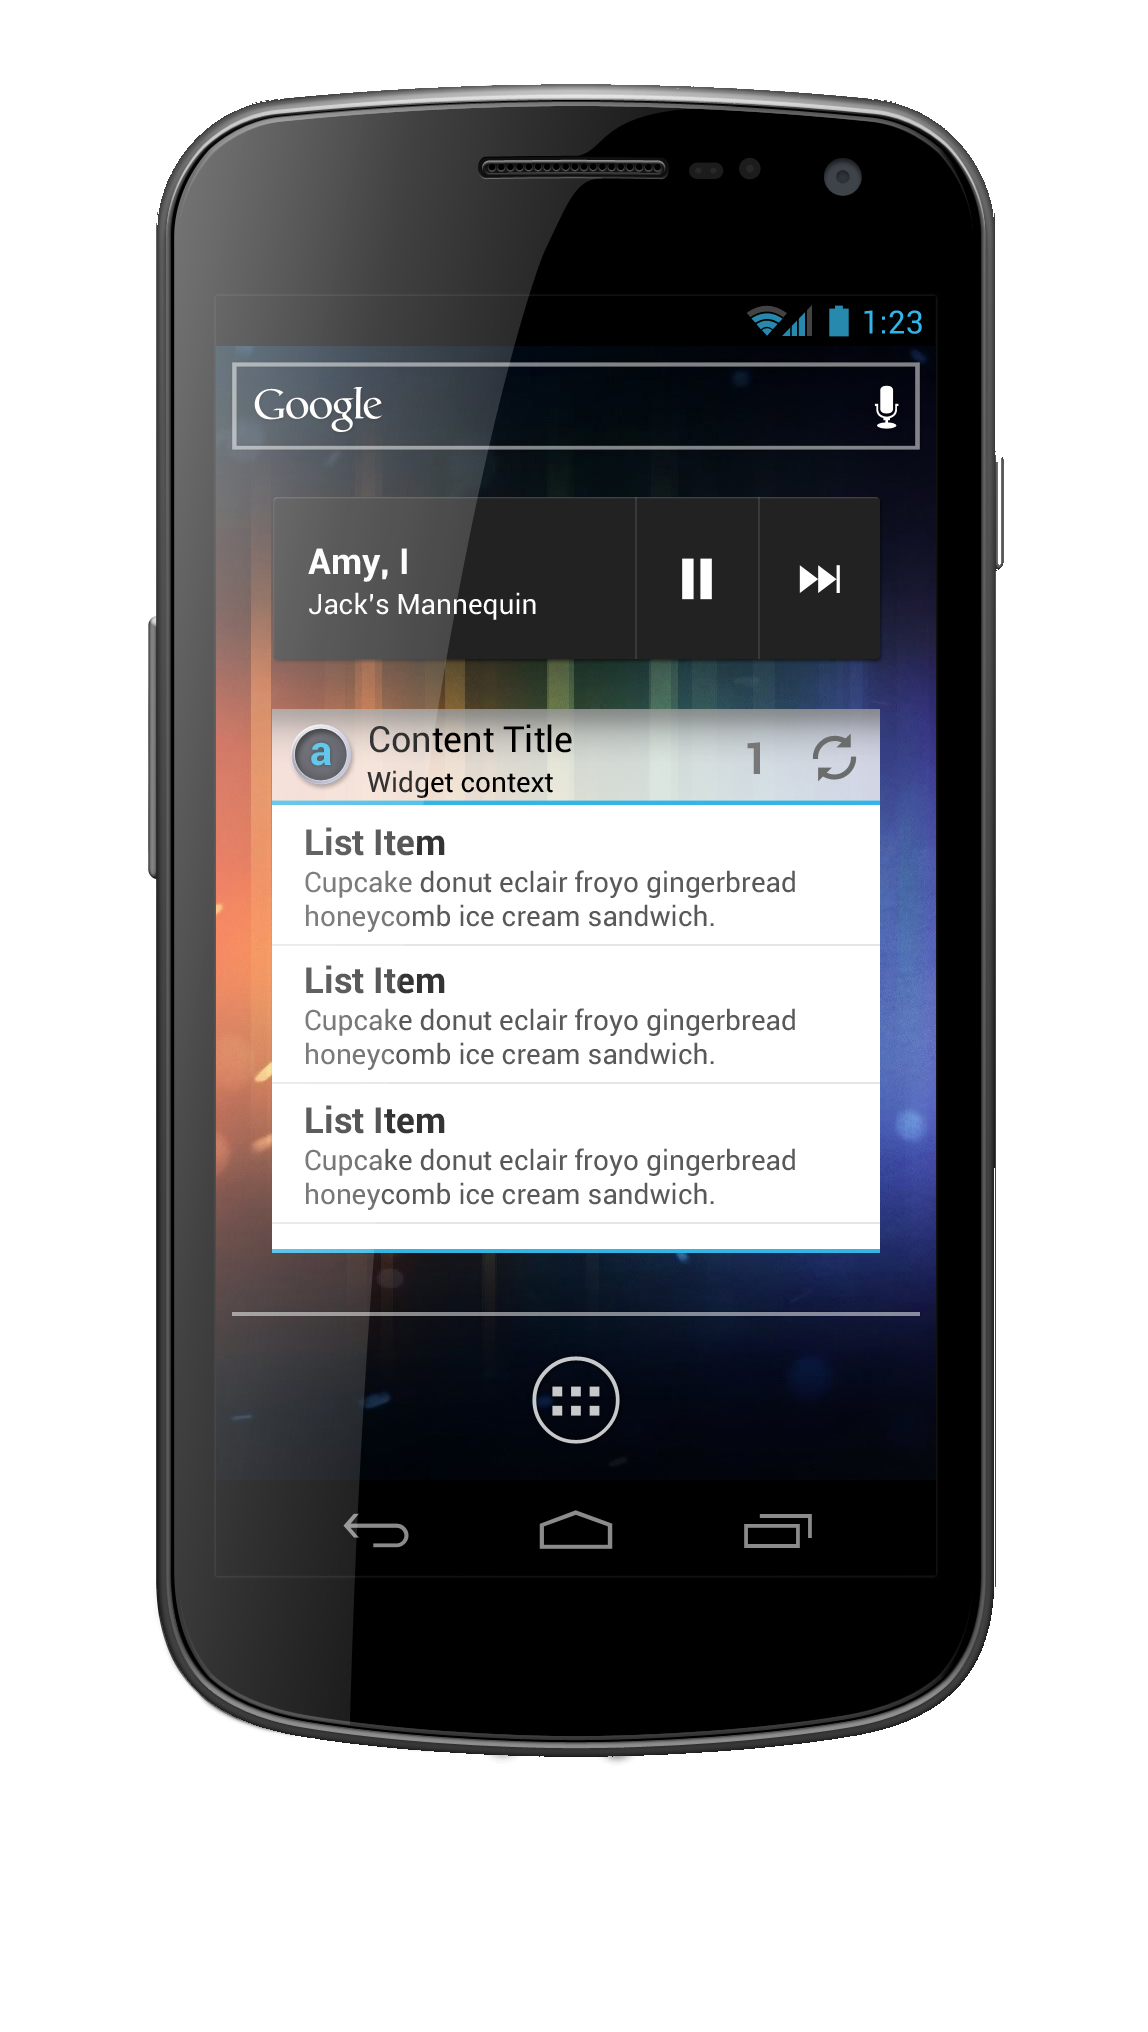 1:23
Google
Amy, I
Jack's Mannequin
a
Content Title
Widget context
1
List Item
Cupcake donut eclair froyo gingerbread
honeycomb ice cream sandwich.
List Item
Cupcake donut eclair froyo gingerbread
honeycomb ice cream sandwich.
List Item
Cupcake donut eclair froyo gingerbread
honeycomb ice cream sandwich.